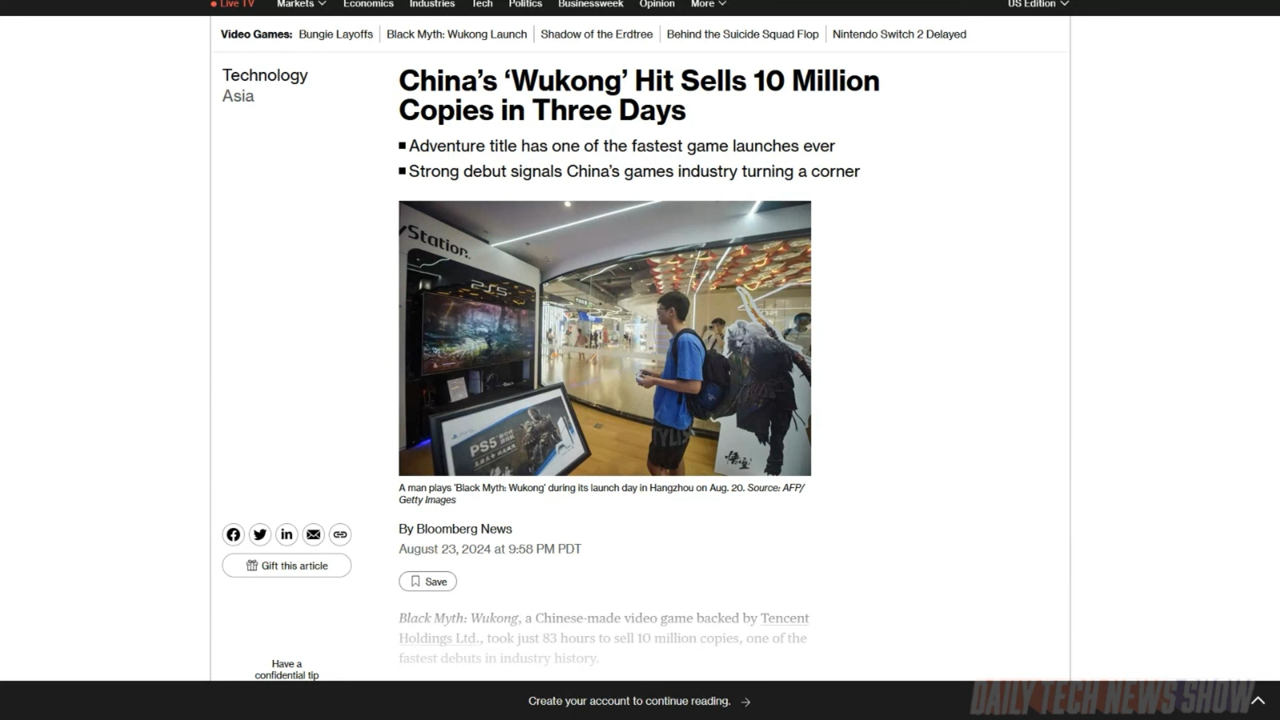 Live TV
Markets
Economics
Industries
Tech
Politics
Businessweek
Opinion
More
US Edition
Video Games:
Bungie Layoffs
Black Myth: Wukong Launch
Shadow of the Erdtree
Behind the Suicide Squad Flop
Nintendo Switch 2 Delayed
Technology
Asia
China's 'Wukong' Hit Sells 10 Million
Copies in Three Days
Adventure title has one of the fastest game launches ever
Strong debut signals China's games industry turning a corner
Station
PS5
PS5
A man plays 'Black Myth: Wukong' during its launch day in Hangzhou on Aug. 20. Source: AFP/
Getty Images
By Bloomberg News
August 23, 2024 at 9:58 PM PDT
Gift this article
Save
Black Myth: Wukong, a Chinese-made video game backed by Tencent
Holdings Ltd., took just 83 hours to sell 10 million copies, one of the
fastest debuts in industry history.
Have a
confidential tip
Create your account to continue reading.
DAILY TECH NEWS SHOW